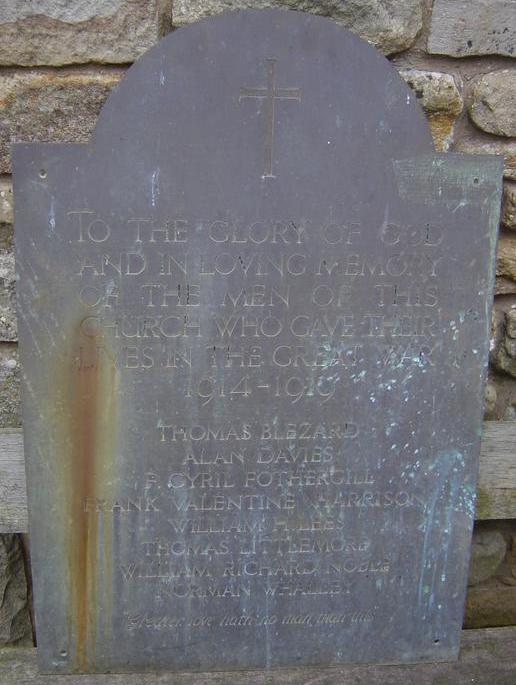 TO THE GLORY OF GOD
AND IN LOVING MEMORY
OF THE MEN OF THIS
CHURCH WHO GAVE THEIR
LIVES IN THE GREAT WAR
1914-1919
THOMAS BLEZARD
ALAN DAVIES
F. CYRIL FOTHERGILL
FRANK VALENTINE HARRISON
WILLIAM H. LEES
THOMAS LITTLEMORE
WILLIAM RICHARD NOBLE
NORMAN WHALLEY
"Greater love hath no man than this"